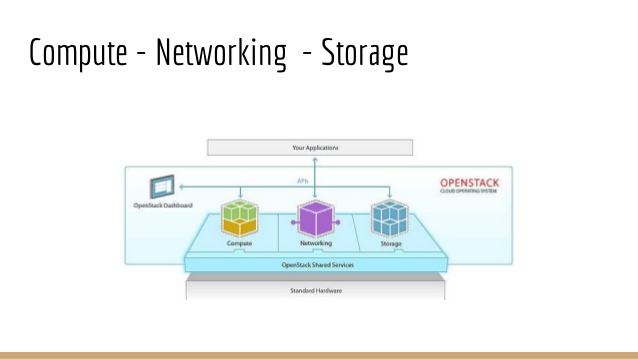 Compute - Networking - Storage
Your Applications
APIs
OPENSTACK
CLOUD OPERATING SYSTEM
OpenStack Dashboard
Compute
Networking
Storage
OpenStack Shared Services
Standard Hardware